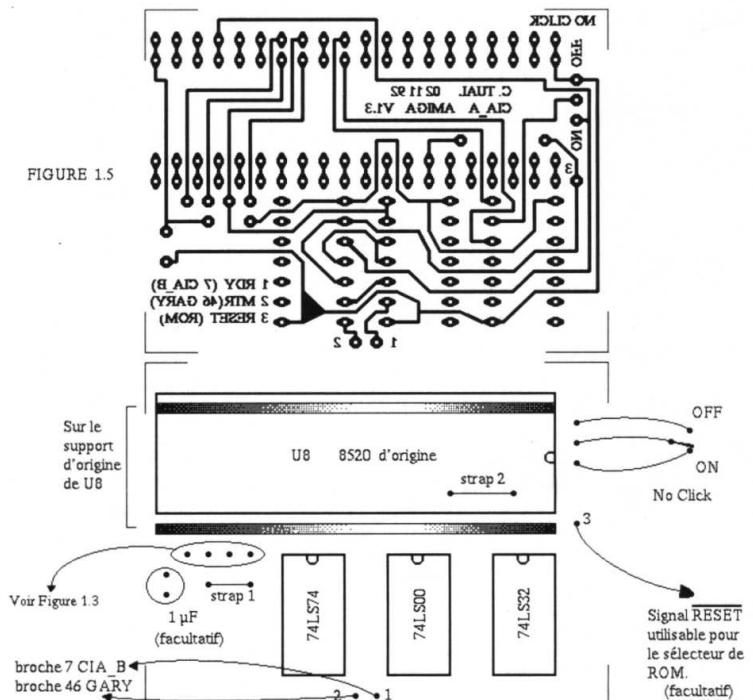 NO CLICK
OFF
C. TUAL 02 11 92
CIA_A AMIGA V1.3
ON
3
FIGURE 1.5
1 RDY (7 CIA_B)
2 MTR(46 GARY)
3 RESET (ROM)
2 1
Sur le
support
d'origine
de U8
U8 8520 d'origine
strap 2
OFF
ON
No Click
3
Voir Figure 1.3
strap 1
1 µF
(facultatif)
74LS74
74LS00
74LS32
Signal RESET
utilisable pour
le sélecteur de
ROM.
(facultatif)
broche 7 CIA_B
broche 46 GARY
2 1